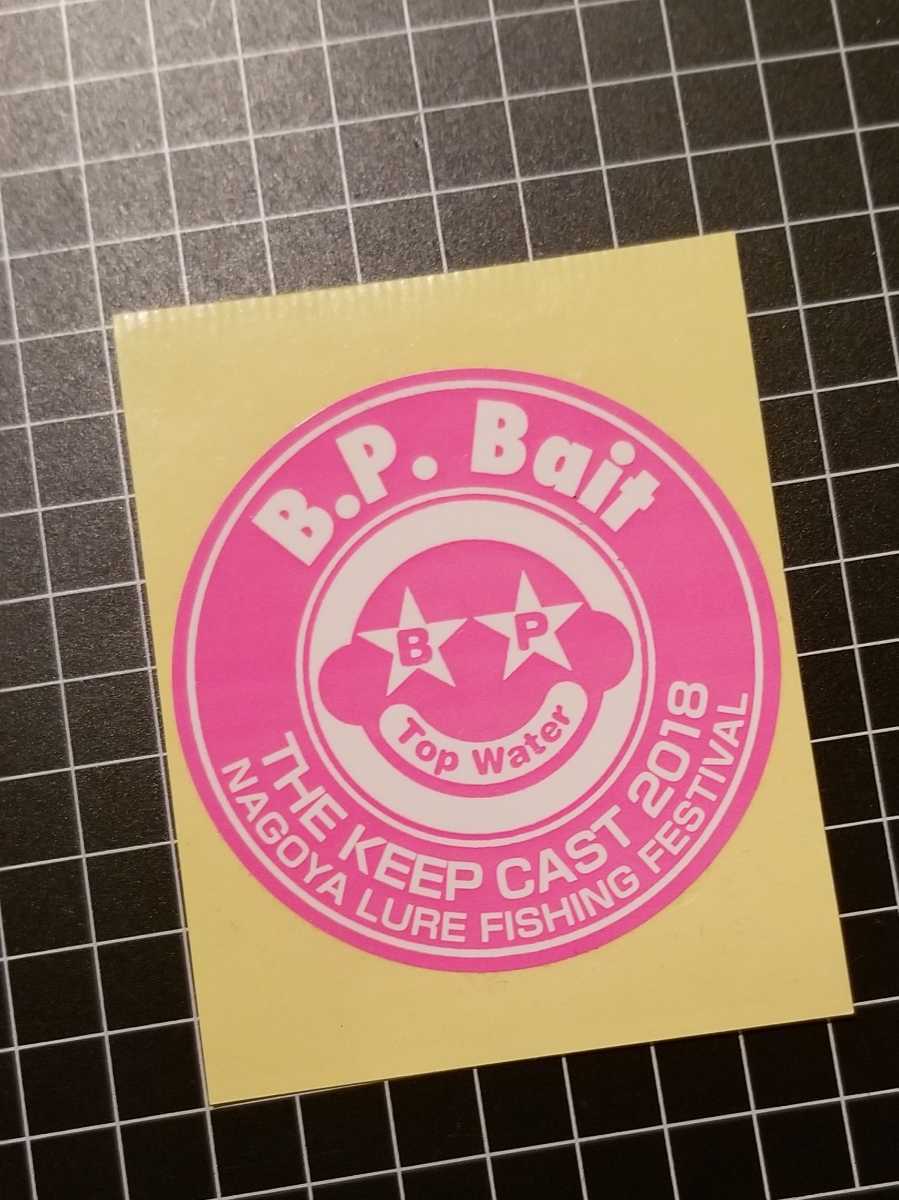 B.P. Bait
B P
Top Water
THE KEEP CAST 2018
NAGOYA LURE FISHING FESTIVAL